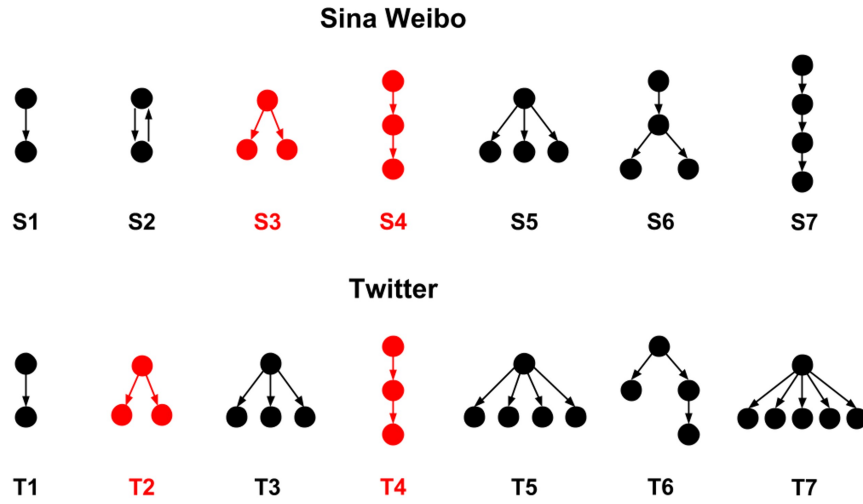 Sina Weibo
S1 S2 S3 S4 S5 S6 S7
Twitter
T1 T2 T3 T4 T5 T6 T7